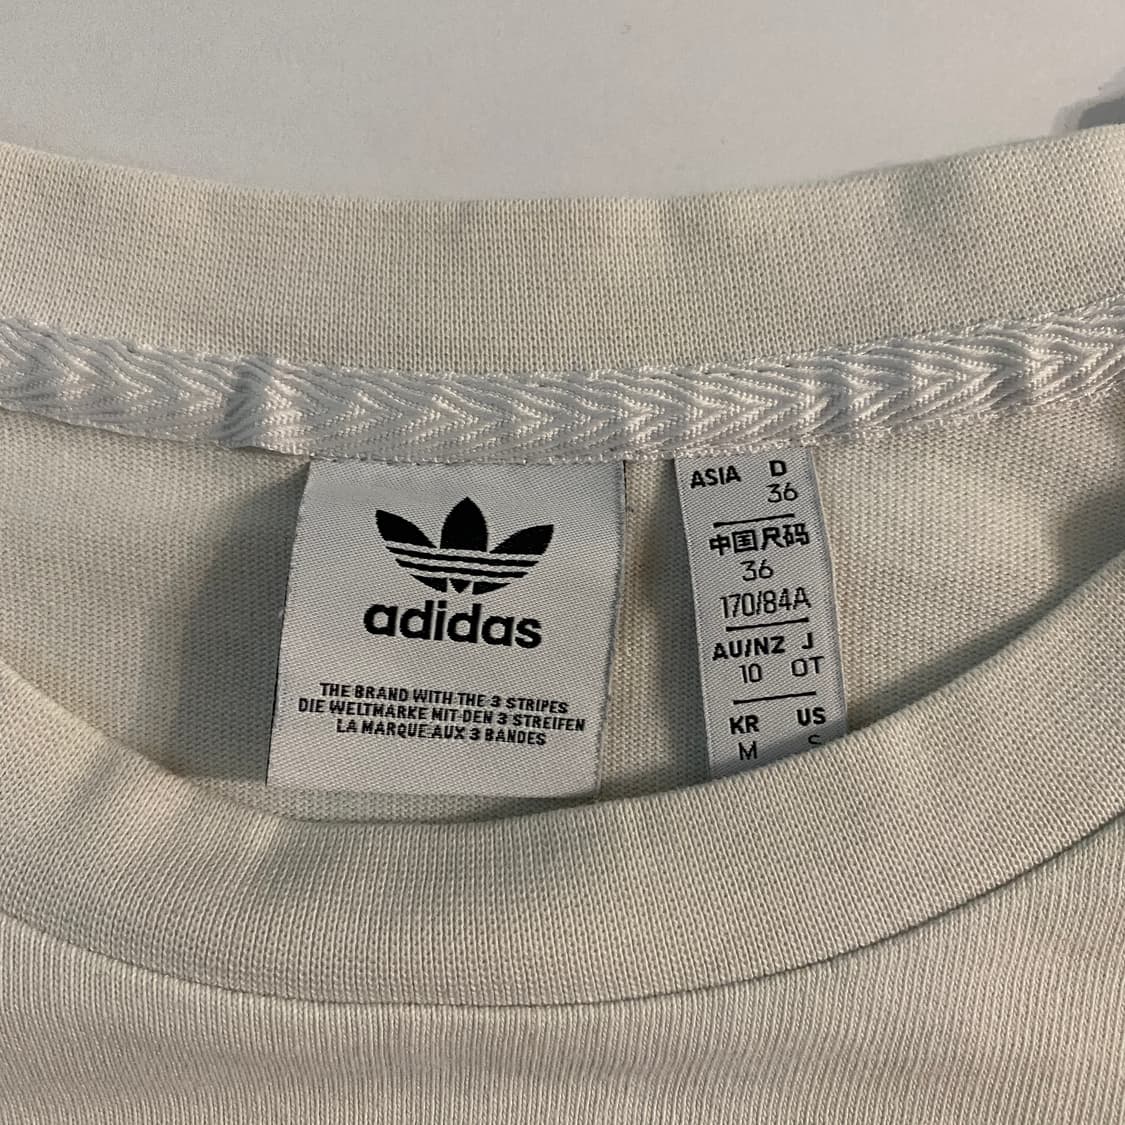 adidas
THE BRAND WITH THE 3 STRIPES
DIE WELTMARKE MIT DEN 3 STREIFEN
LA MARQUE AUX 3 BANDES
ASIA D
36
中国尺码
36
170/84A
AU/NZ J
10 OT
KR US
M S